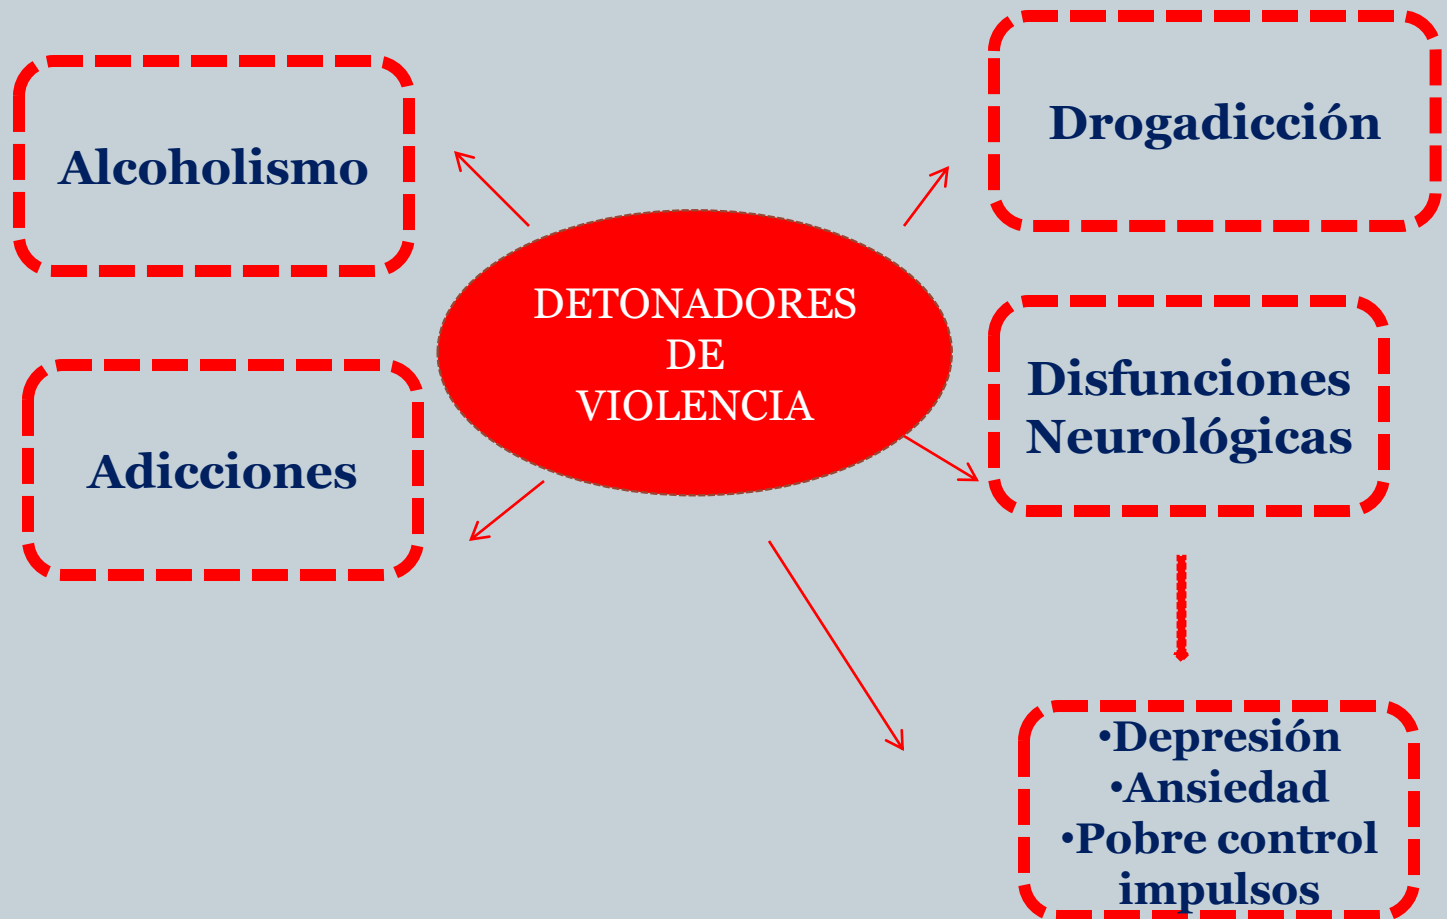 Alcoholismo
Drogadicción
DETONADORES
DE
VIOLENCIA
Adicciones
Disfunciones
Neurológicas
•Depresión
•Ansiedad
•Pobre control
impulsos